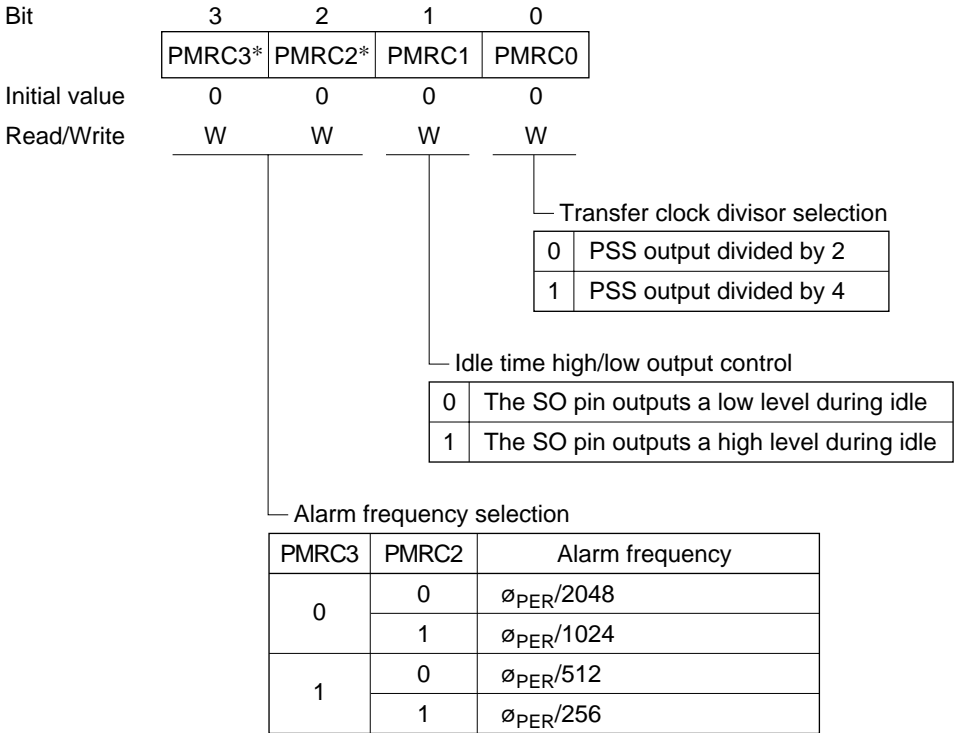 Bit 3 2 1 0
PMRC3* PMRC2* PMRC1 PMRC0
Initial value 0 0 0 0
Read/Write W W W W
Transfer clock divisor selection
0 PSS output divided by 2
1 PSS output divided by 4
Idle time high/low output control
0 The SO pin outputs a low level during idle
1 The SO pin outputs a high level during idle
Alarm frequency selection
PMRC3 PMRC2 Alarm frequency
0 0 øPER/2048
1 øPER/1024
1 0 øPER/512
1 øPER/256